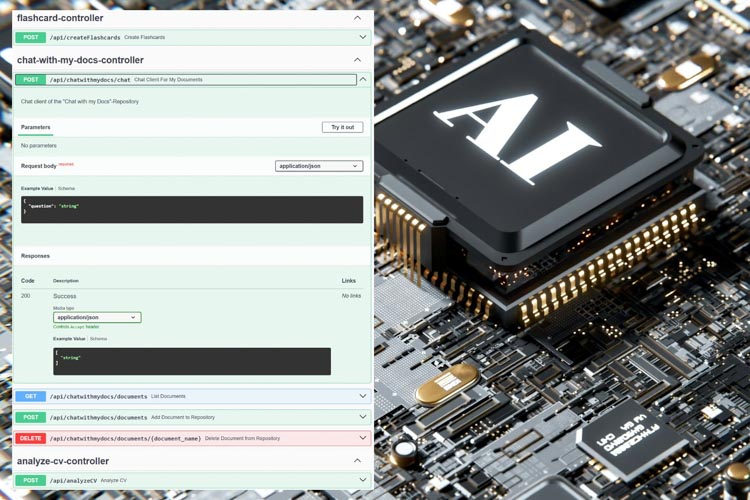 flashcard-controller
POST /api/createFlashcards Create Flashcards
chat-with-my-docs-controller
POST /api/chatwithmydocs/chat Chat Client For My Documents
Chat client of the "Chat with my Docs"-Repository
Parameters
Try it out
No parameters
Request body required
application/json
Example Value | Schema
{
"question": "string"
}
Responses
Code Description Links
200 Success No links
Media type
application/json
Controls Accept header.
Example Value | Schema
[
"string"
]
GET /api/chatwithmydocs/documents List Documents
POST /api/chatwithmydocs/documents Add Document to Repository
DELETE /api/chatwithmydocs/documents/{document_name} Delete Document from Repository
analyze-cv-controller
POST /api/analyzeCV Analyze CV
AI